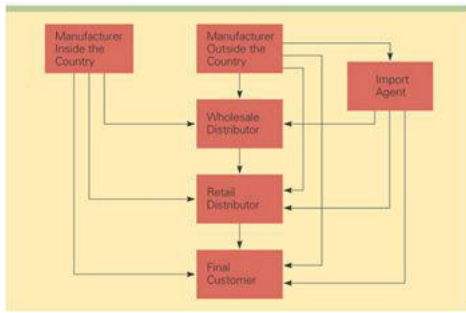 Manufacturer
Inside the
Country
Manufacturer
Outside the
Country
Import
Agent
Wholesale
Distributor
Retail
Distributor
Final
Customer